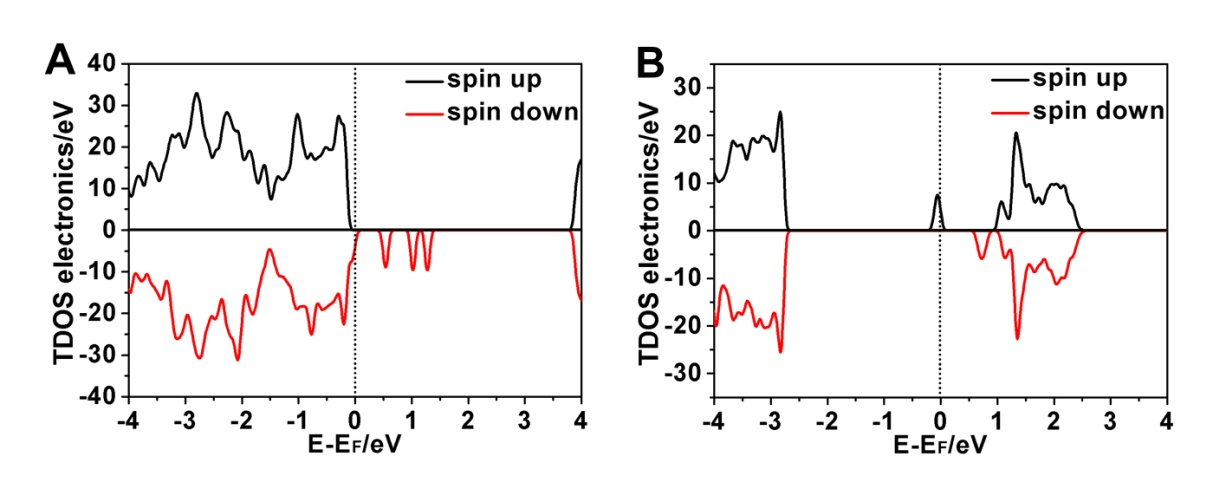 A
TDOS electronics/eV
40
30
20
10
0
-10
-20
-30
-40
spin up
spin down
-4 -3 -2 -1 0 1 2 3 4
E-EF/eV
B
TDOS electronics/eV
30
20
10
0
-10
-20
-30
spin up
spin down
-4 -3 -2 -1 0 1 2 3 4
E-EF/eV